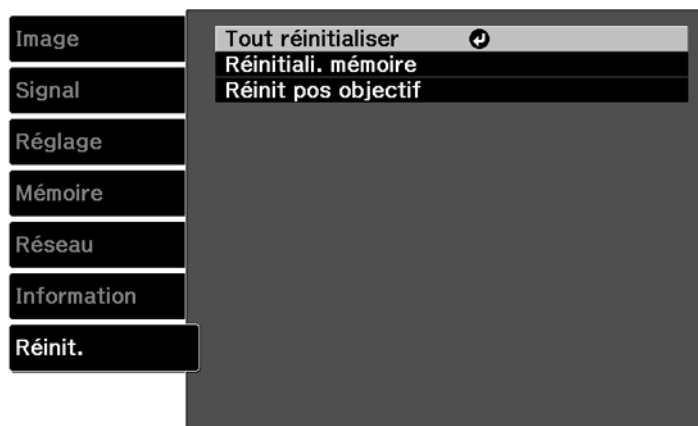 Image
Signal
Réglage
Mémoire
Réseau
Information
Réinit.
Tout réinitialiser
Réinitiali. mémoire
Réinit pos objectif